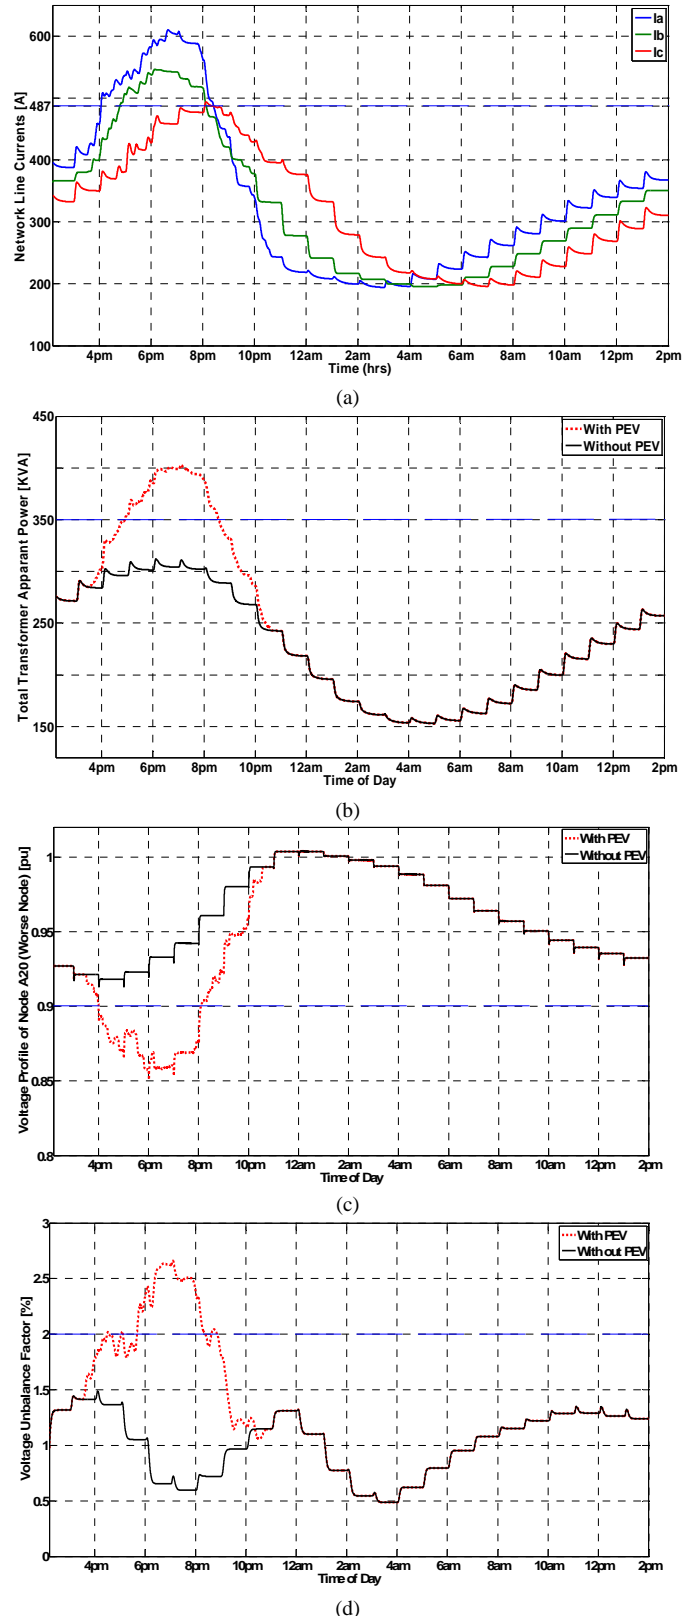 Network Line Currents [A]
600
487
400
300
200
100
Ia
Ib
Ic
4pm 6pm 8pm 10pm 12am 2am 4am 6am 8am 10am 12pm 2pm
Time (hrs)
(a)
Total Transformer Apparant Power [KVA]
450
350
250
150
With PEV
Without PEV
4pm 6pm 8pm 10pm 12am 2am 4am 6am 8am 10am 12pm 2pm
Time of Day
(b)
Voltage Profile of Node A20 (Worse Node) [pu]
1
0.95
0.9
0.85
0.8
With PEV
Without PEV
4pm 6pm 8pm 10pm 12am 2am 4am 6am 8am 10am 12pm 2pm
Time of Day
(c)
Voltage Unbalance Factor [%]
3
2.5
2
1.5
1
0.5
0
With PEV
With out PEV
4pm 6pm 8pm 10pm 12am 2am 4am 6am 8am 10am 12pm 2pm
Time of Day
(d)